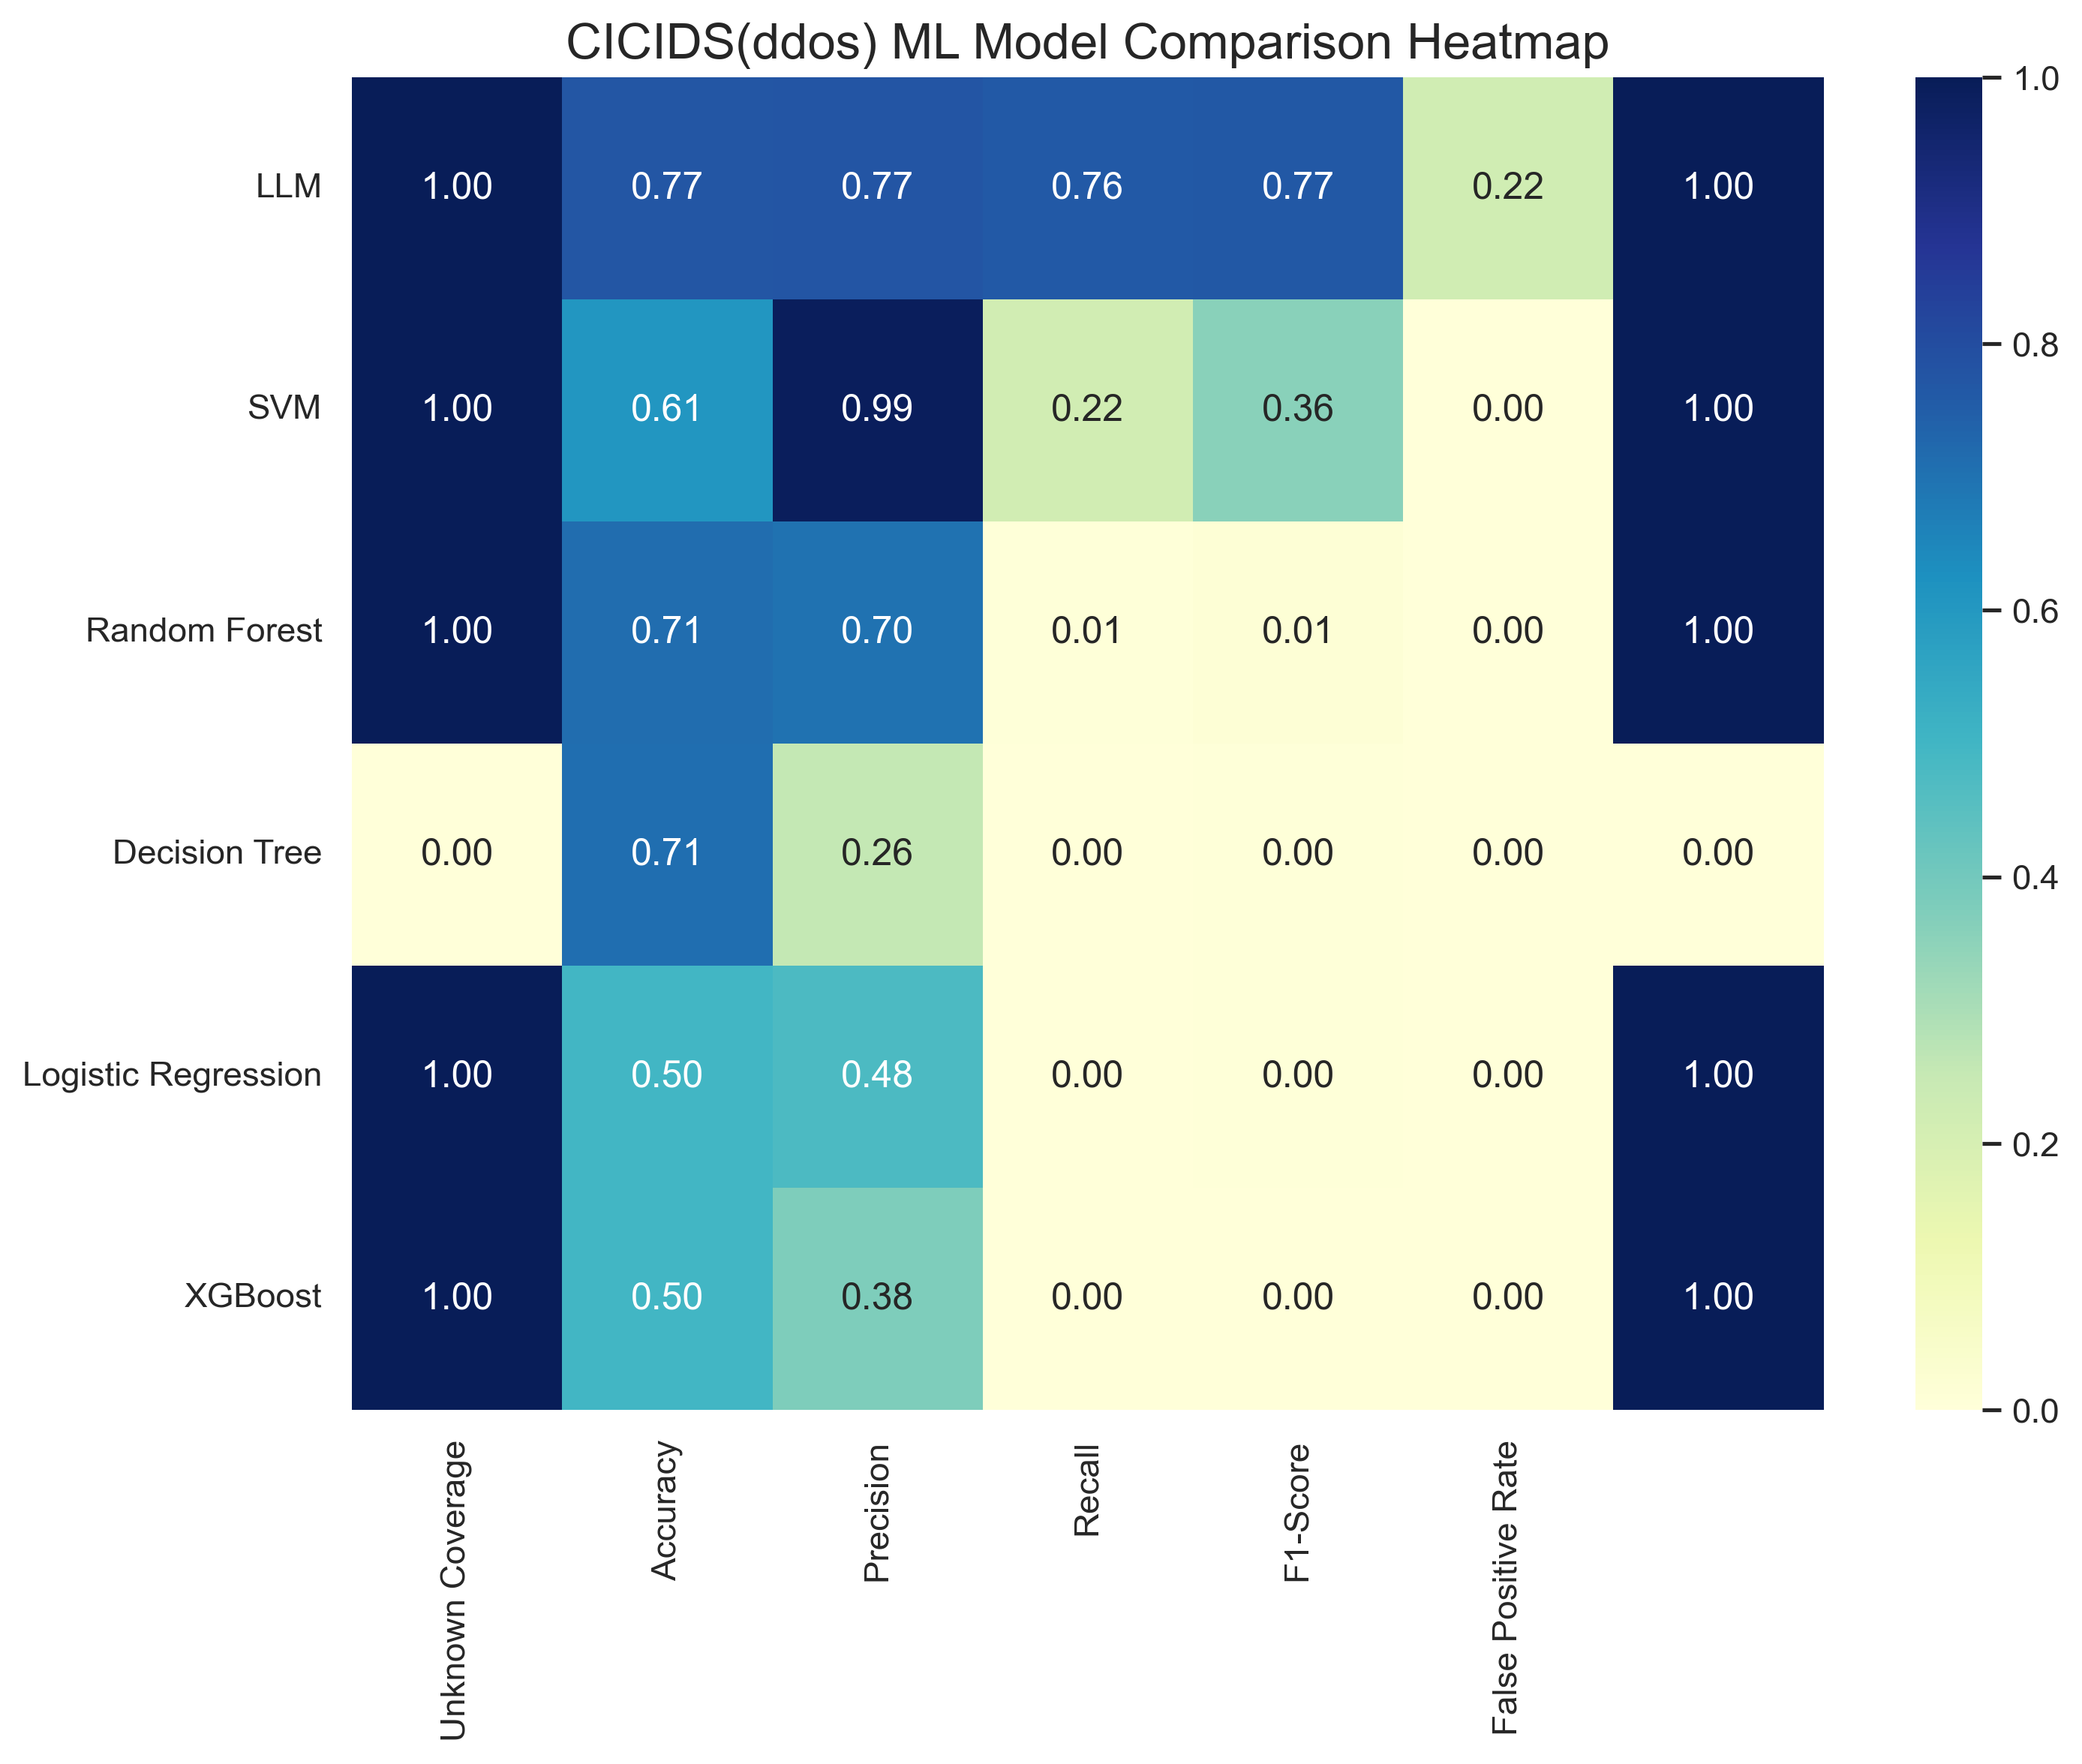 CICIDS(ddos) ML Model Comparison Heatmap
LLM 1.00 0.77 0.77 0.76 0.77 0.22 1.00
SVM 1.00 0.61 0.99 0.22 0.36 0.00 1.00
Random Forest 1.00 0.71 0.70 0.01 0.01 0.00 1.00
Decision Tree 0.00 0.71 0.26 0.00 0.00 0.00 0.00
Logistic Regression 1.00 0.50 0.48 0.00 0.00 0.00 1.00
XGBoost 1.00 0.50 0.38 0.00 0.00 0.00 1.00
Unknown Coverage
Accuracy
Precision
Recall
F1-Score
False Positive Rate
1.0
0.8
0.6
0.4
0.2
0.0